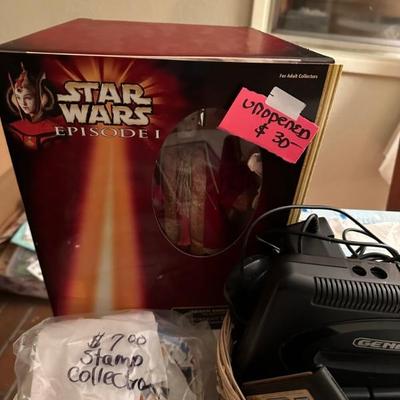 STAR
WARS
EPISODE I
For Adult Collectors
unopened
$ 30-
$ 7.00
Stamp
Collection
GENE